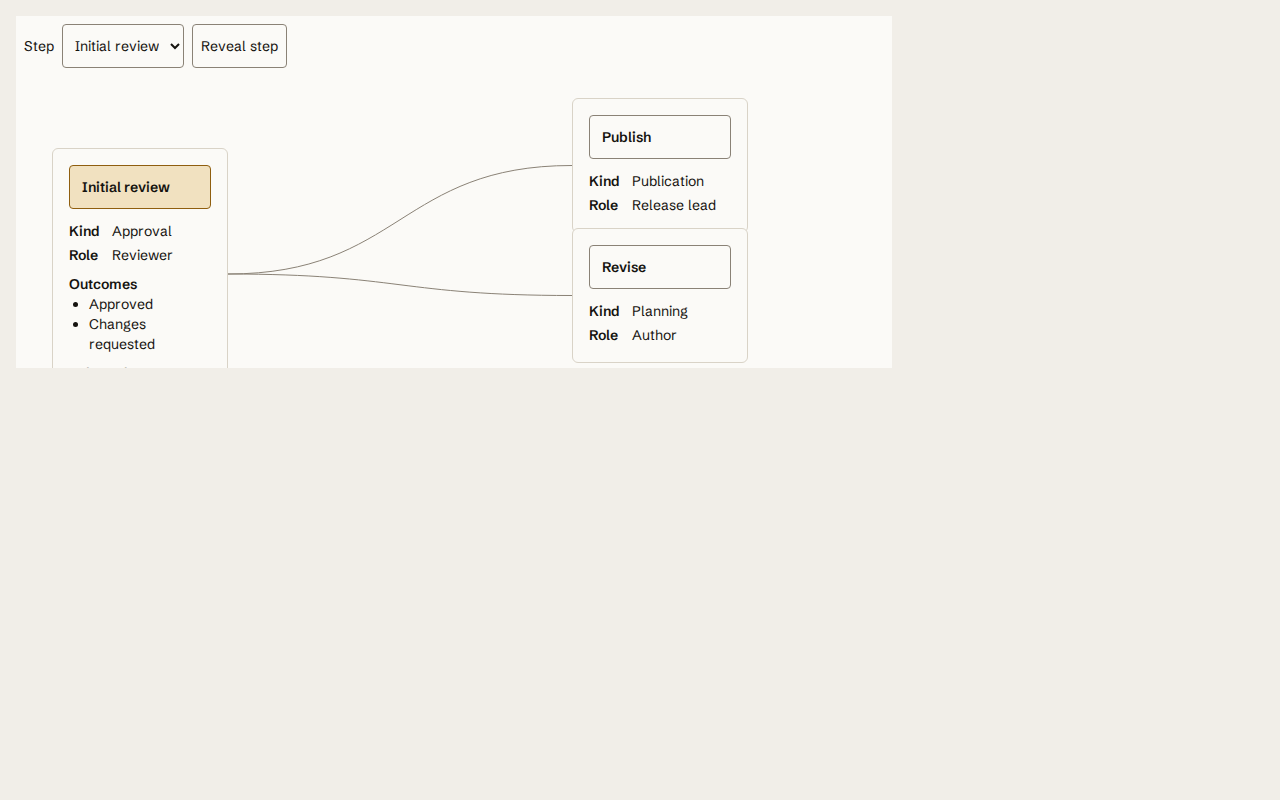 Step Initial review Reveal step
Publish
Kind Publication
Role Release lead
Initial review
Kind Approval
Role Reviewer
Outcomes
• Approved
• Changes
requested
Revise
Kind Planning
Role Author